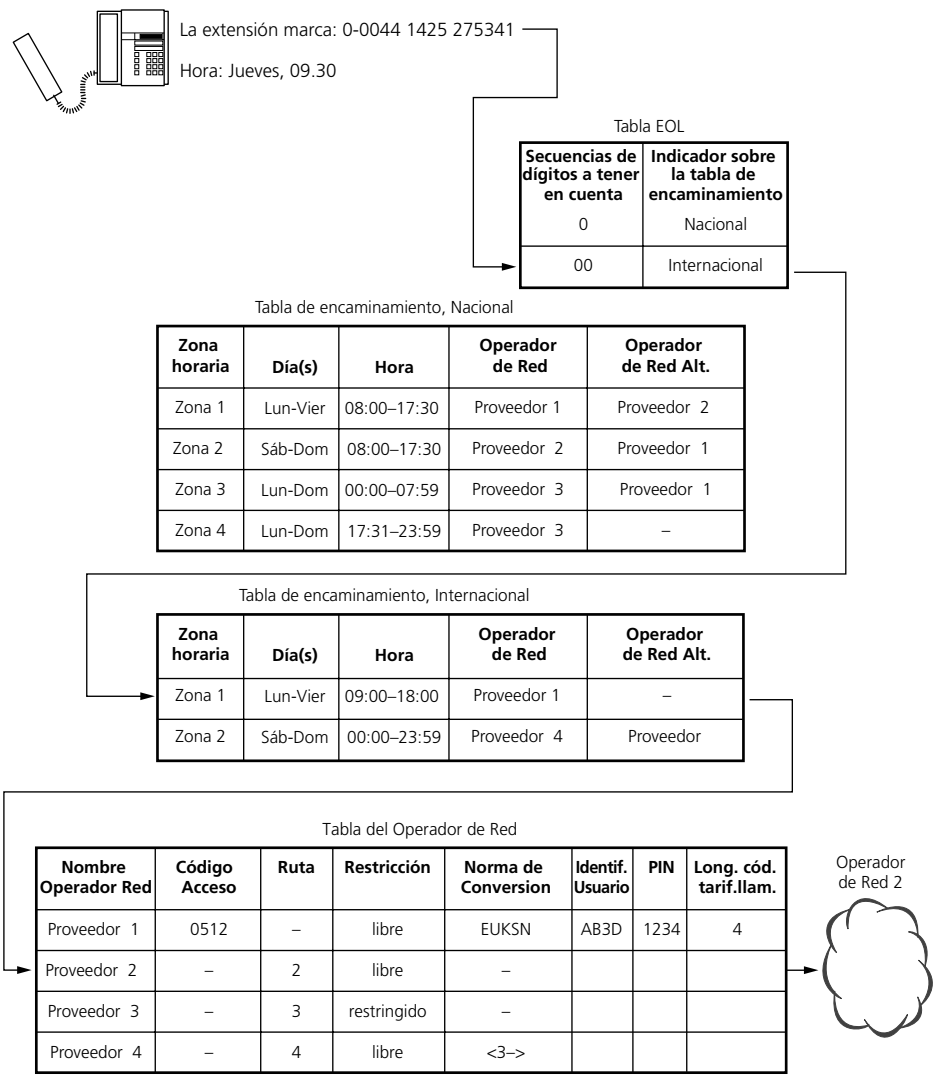 La extensión marca: 0-0044 1425 275341
Hora: Jueves, 09.30
Tabla EOL
Secuencias de dígitos a tener en cuenta | Indicador sobre la tabla de encaminamiento
0 | Nacional
00 | Internacional
Tabla de encaminamiento, Nacional
Zona horaria | Día(s) | Hora | Operador de Red | Operador de Red Alt.
Zona 1 | Lun-Vier | 08:00–17:30 | Proveedor 1 | Proveedor 2
Zona 2 | Sáb-Dom | 08:00–17:30 | Proveedor 2 | Proveedor 1
Zona 3 | Lun-Dom | 00:00–07:59 | Proveedor 3 | Proveedor 1
Zona 4 | Lun-Dom | 17:31–23:59 | Proveedor 3 | –
Tabla de encaminamiento, Internacional
Zona horaria | Día(s) | Hora | Operador de Red | Operador de Red Alt.
Zona 1 | Lun-Vier | 09:00–18:00 | Proveedor 1 | –
Zona 2 | Sáb-Dom | 00:00–23:59 | Proveedor 4 | Proveedor
Tabla del Operador de Red
Nombre Operador Red | Código Acceso | Ruta | Restricción | Norma de Conversion | Identif. Usuario | PIN | Long. cód. tarif.llam.
Proveedor 1 | 0512 | – | libre | EUKSN | AB3D | 1234 | 4
Proveedor 2 | – | 2 | libre | –
Proveedor 3 | – | 3 | restringido | –
Proveedor 4 | – | 4 | libre | <3–>
Operador
de Red 2